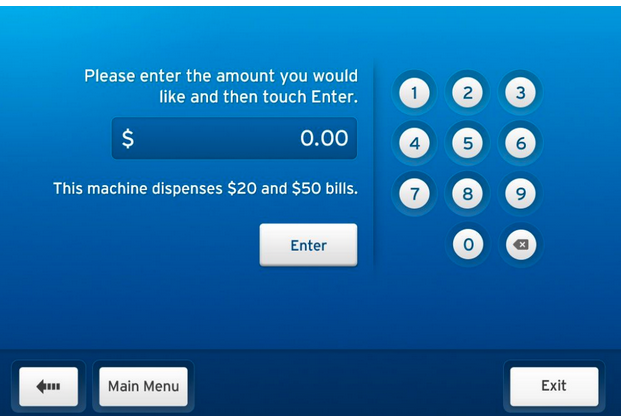 Please enter the amount you would
like and then touch Enter.
$ 0.00
This machine dispenses $20 and $50 bills.
Enter
1 2 3
4 5 6
7 8 9
0
Main Menu
Exit